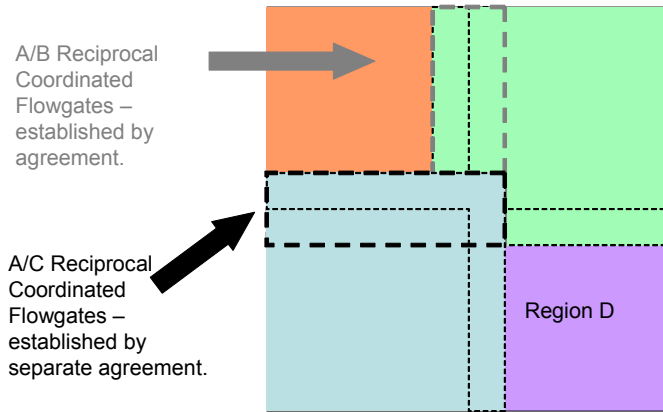 A/B Reciprocal
Coordinated
Flowgates –
established by
agreement.
A/C Reciprocal
Coordinated
Flowgates –
established by
separate agreement.
Region D